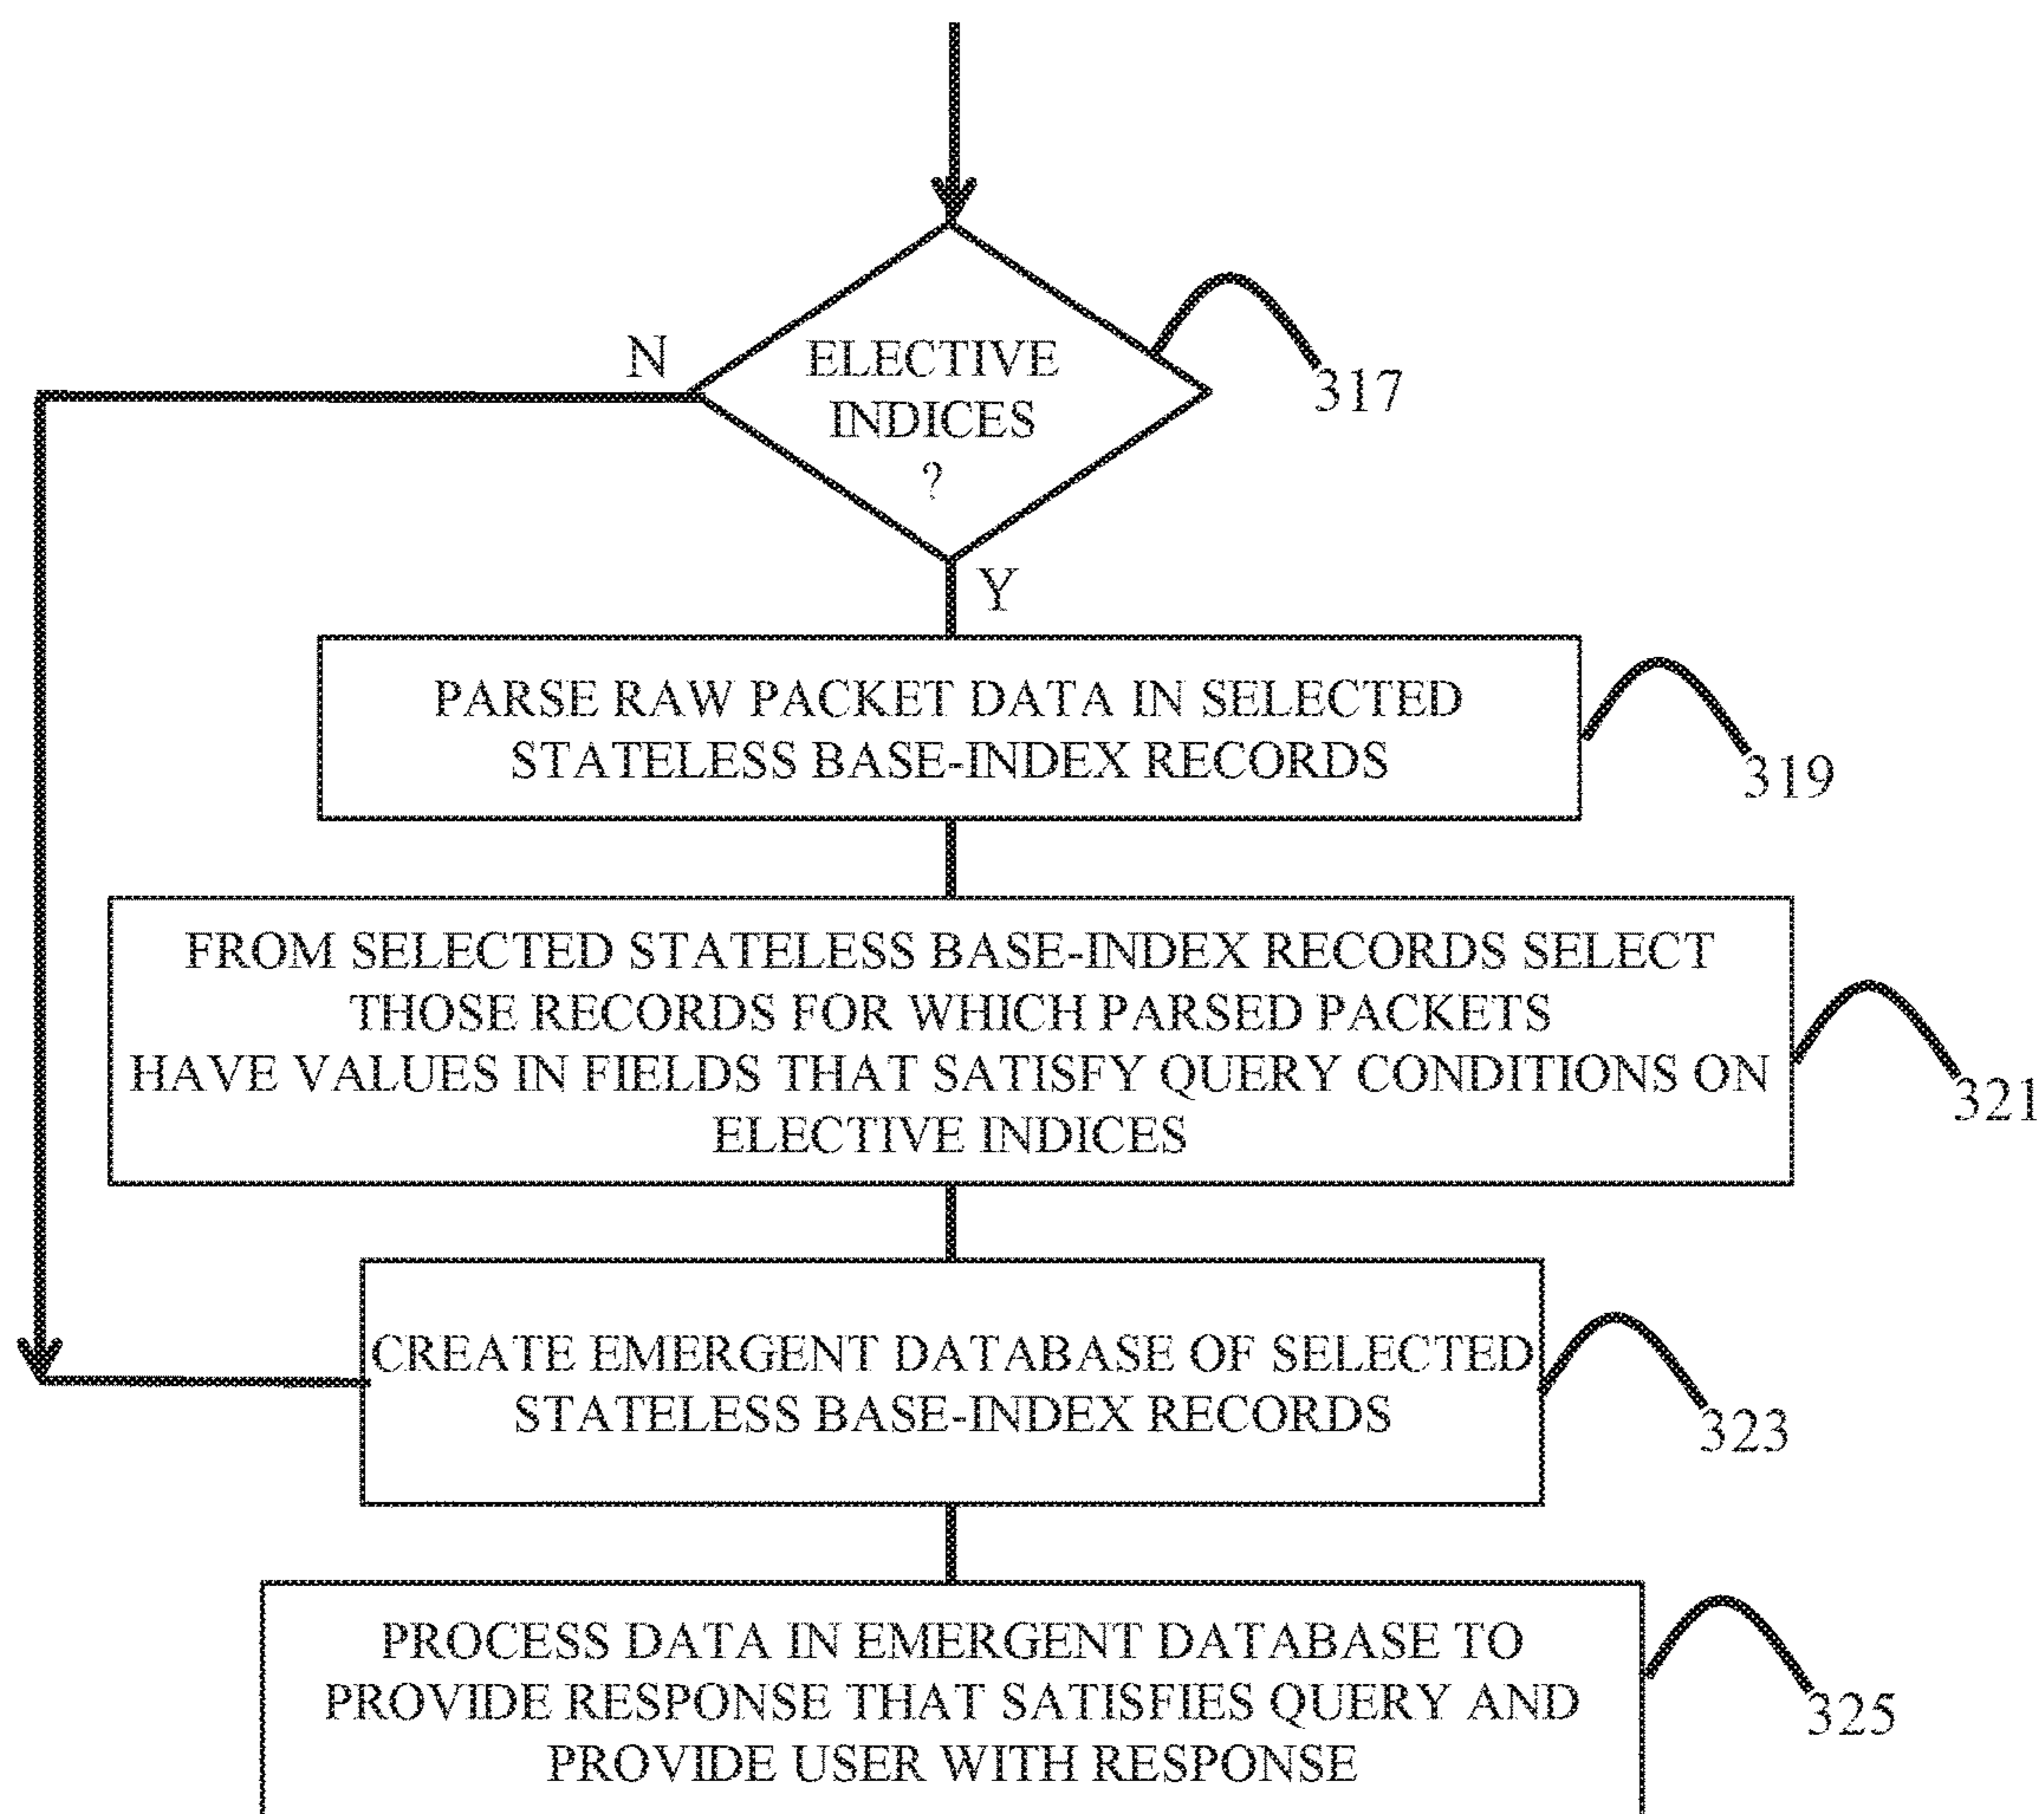 N
ELECTIVE
INDICES
?
317
Y
PARSE RAW PACKET DATA IN SELECTED
STATELESS BASE-INDEX RECORDS
319
FROM SELECTED STATELESS BASE-INDEX RECORDS SELECT
THOSE RECORDS FOR WHICH PARSED PACKETS
HAVE VALUES IN FIELDS THAT SATISFY QUERY CONDITIONS ON
ELECTIVE INDICES
321
CREATE EMERGENT DATABASE OF SELECTED
STATELESS BASE-INDEX RECORDS
323
PROCESS DATA IN EMERGENT DATABASE TO
PROVIDE RESPONSE THAT SATISFIES QUERY AND
PROVIDE USER WITH RESPONSE
325